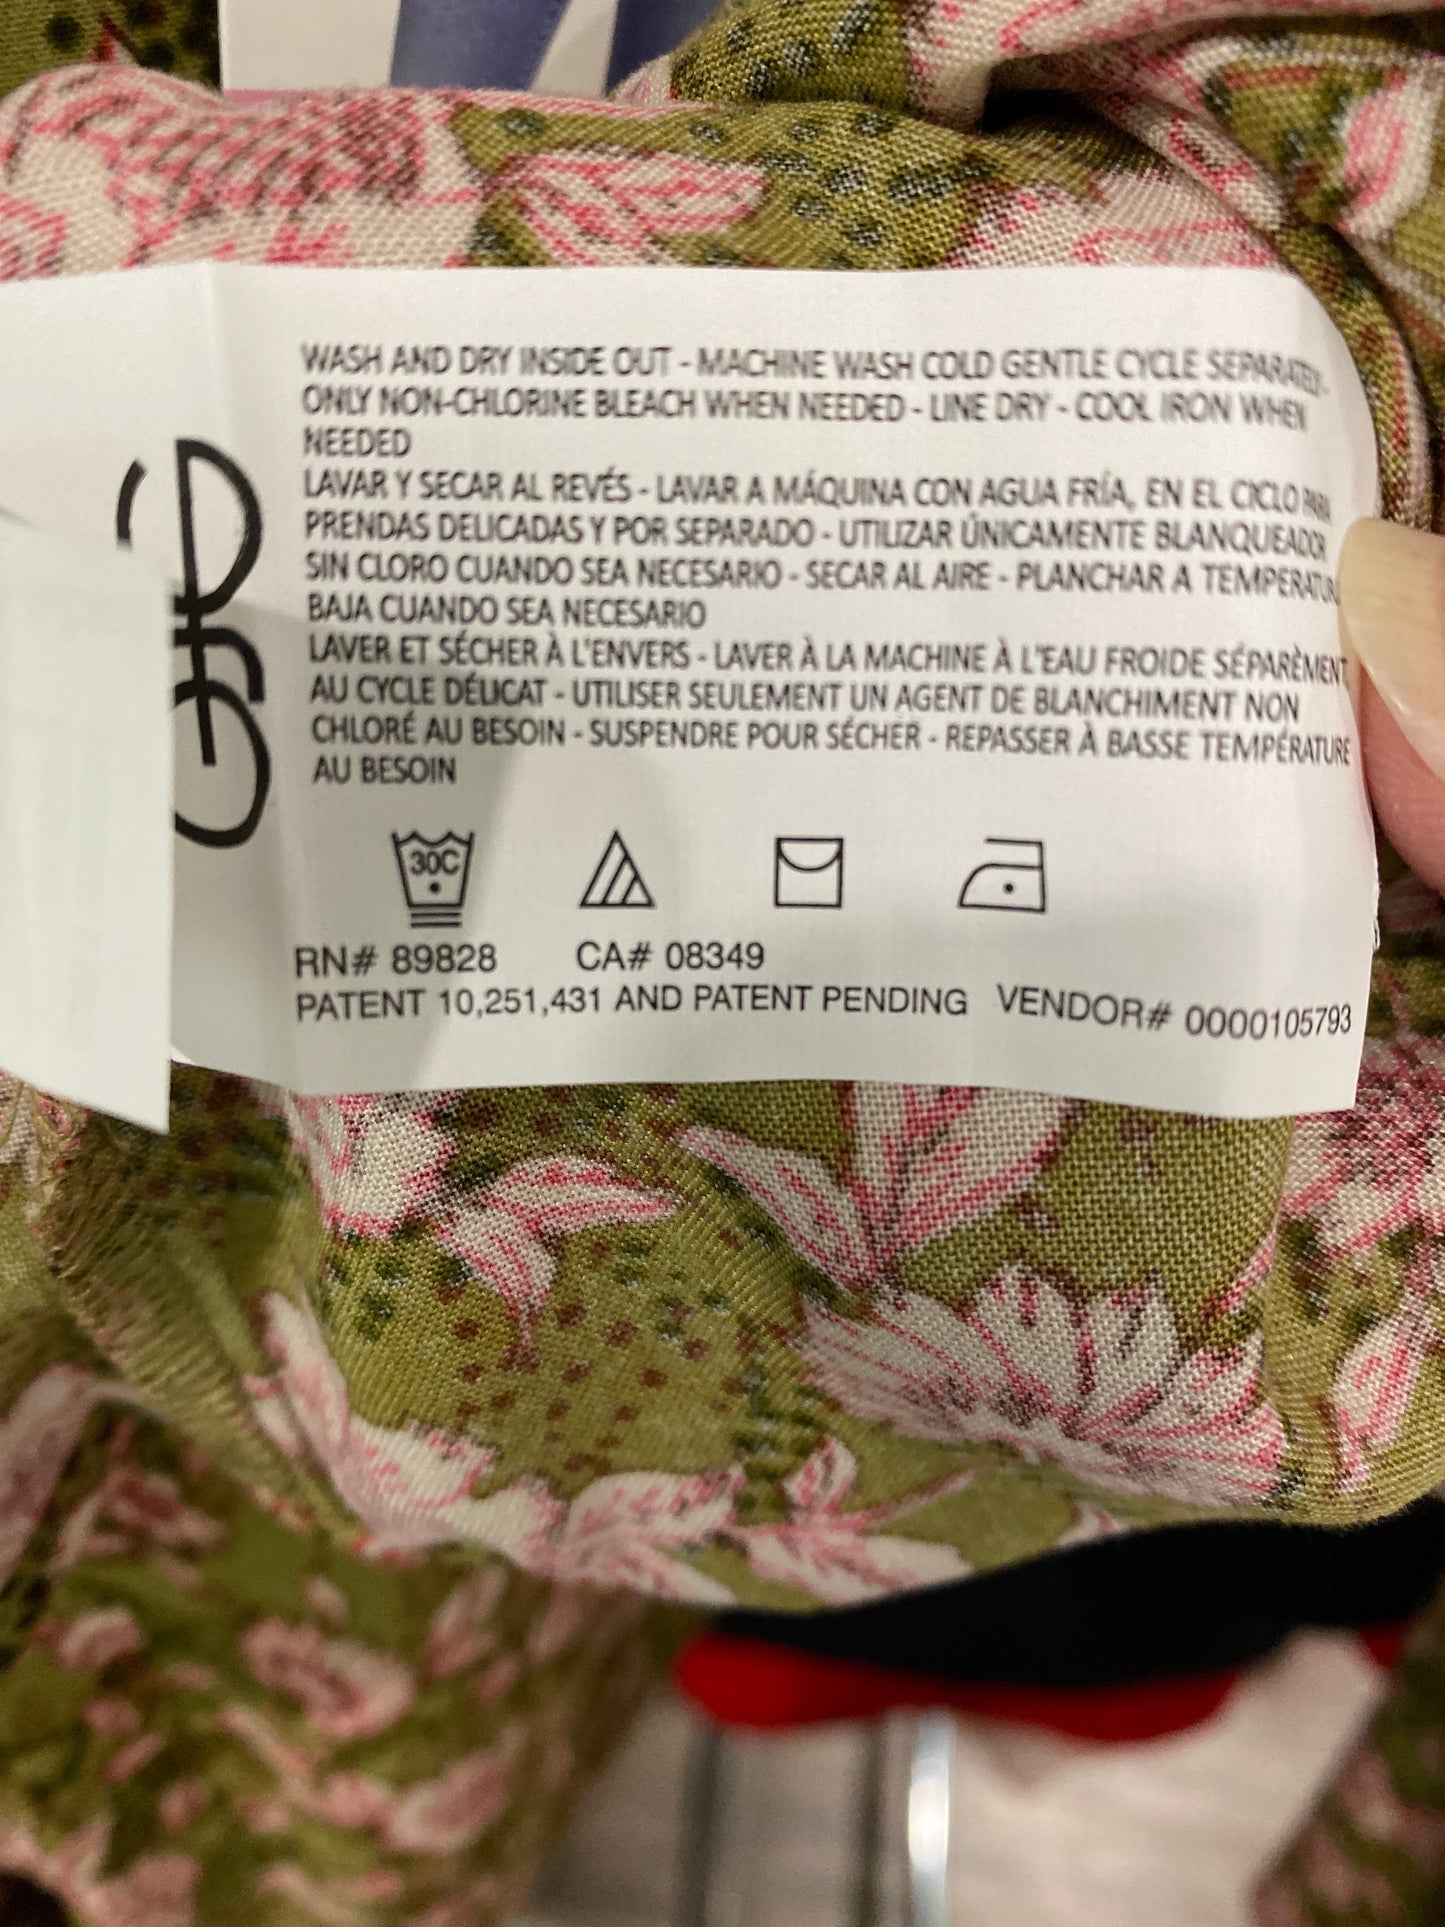 WASH AND DRY INSIDE OUT - MACHINE WASH COLD GENTLE CYCLE SEPARATELY-
ONLY NON-CHLORINE BLEACH WHEN NEEDED - LINE DRY - COOL IRON WHEN
NEEDED
LAVAR Y SECAR AL REVÉS - LAVAR A MÁQUINA CON AGUA FRÍA, EN EL CICLO PARA
PRENDAS DELICADAS Y POR SEPARADO - UTILIZAR ÚNICAMENTE BLANQUEADOR
SIN CLORO CUANDO SEA NECESARIO - SECAR AL AIRE - PLANCHAR A TEMPERATURA
BAJA CUANDO SEA NECESARIO
LAVER ET SÉCHER À L'ENVERS - LAVER À LA MACHINE À L'EAU FROIDE SÉPARÈMENT,
AU CYCLE DÉLICAT - UTILISER SEULEMENT UN AGENT DE BLANCHIMENT NON
CHLORÉ AU BESOIN - SUSPENDRE POUR SÉCHER - REPASSER À BASSE TEMPÉRATURE
AU BESOIN
30C
RN# 89828 CA# 08349
PATENT 10,251,431 AND PATENT PENDING VENDOR# 0000105793